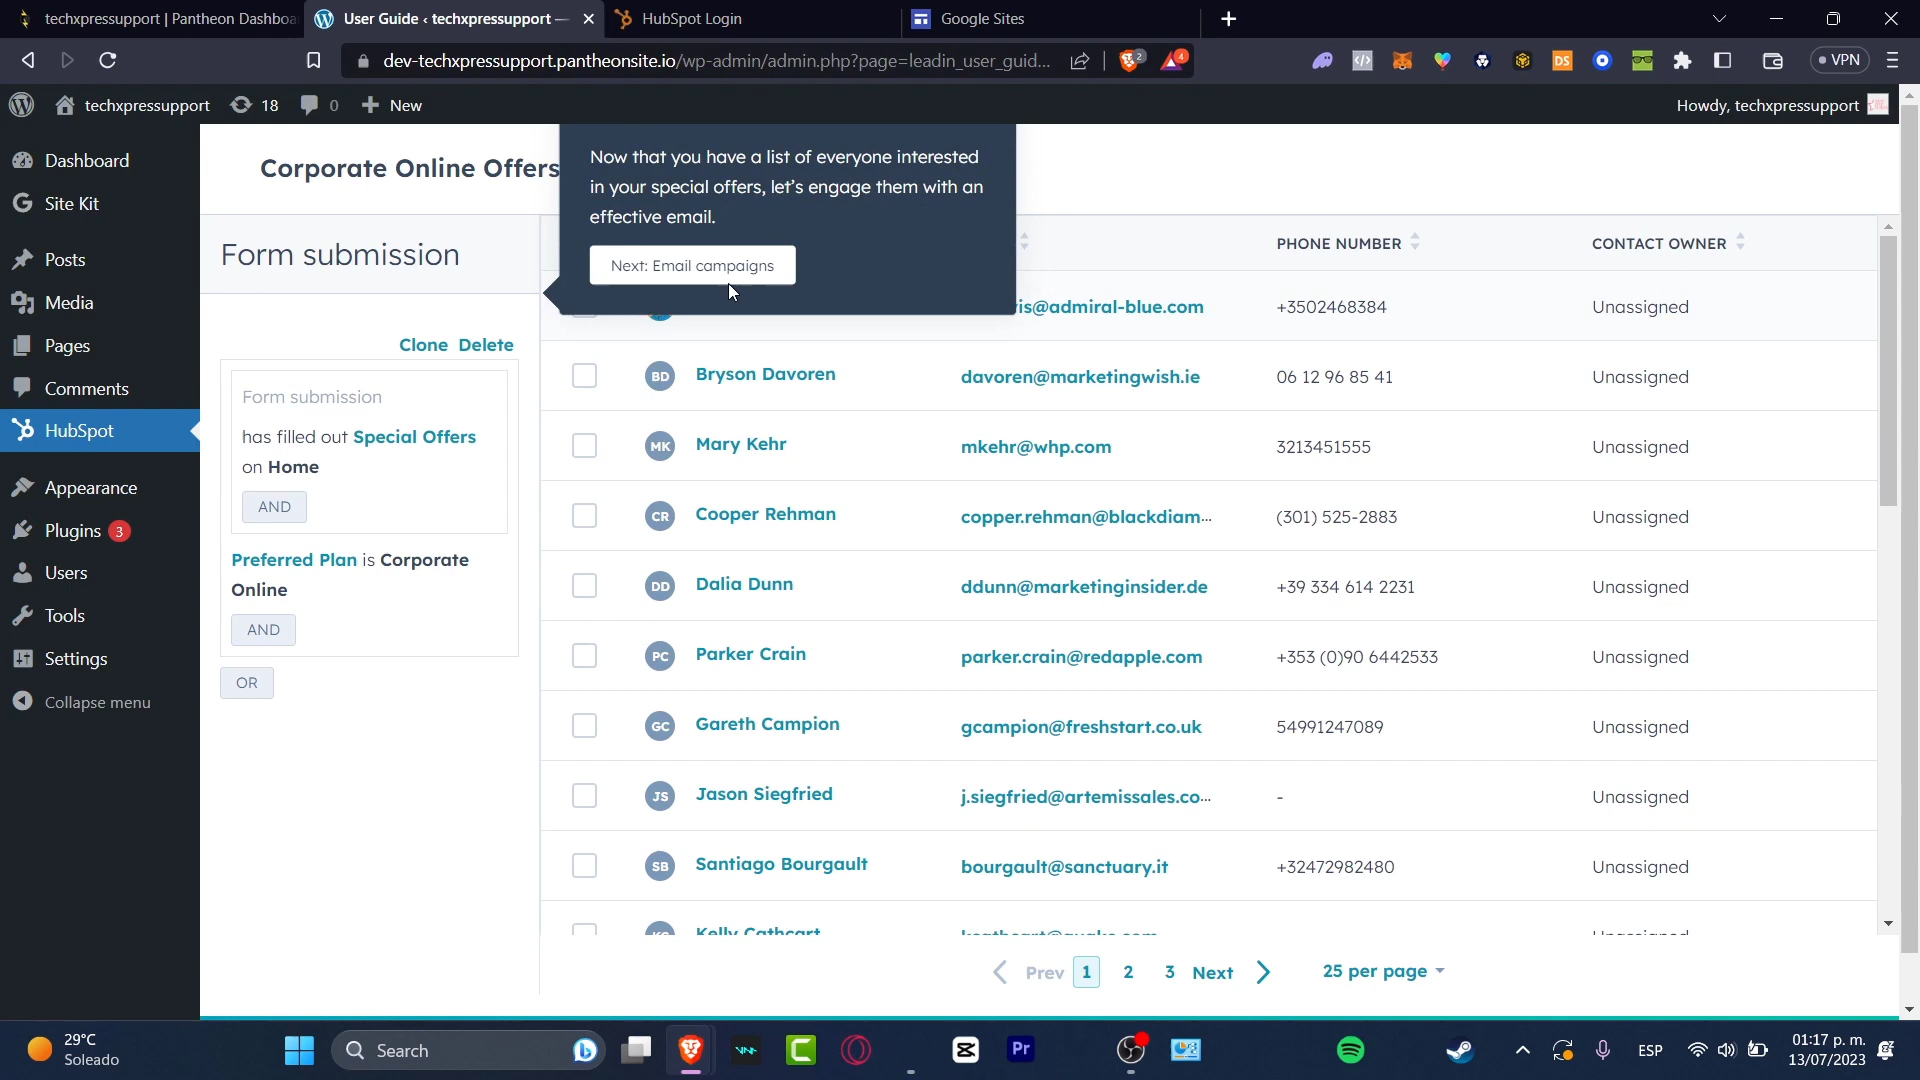 techxpressupport | Pantheon Dashboa
User Guide ‹ techxpressupport —
HubSpot Login
Google Sites
dev-techxpressupport.pantheonsite.io/wp-admin/admin.php?page=leadin_user_guid...
2
4
DS
VPN
techxpressupport
18
0
New
Howdy, techxpressupport
Dashboard
Site Kit
Posts
Media
Pages
Comments
HubSpot
Appearance
Plugins 3
Users
Tools
Settings
Collapse menu
Corporate Online Offers
Now that you have a list of everyone interested
in your special offers, let's engage them with an
effective email.
Next: Email campaigns
Form submission
Clone Delete
Form submission
has filled out Special Offers
on Home
AND
Preferred Plan is Corporate
Online
AND
OR
PHONE NUMBER
CONTACT OWNER
is@admiral-blue.com +3502468384 Unassigned
BD Bryson Davoren davoren@marketingwish.ie 06 12 96 85 41 Unassigned
MK Mary Kehr mkehr@whp.com 3213451555 Unassigned
CR Cooper Rehman copper.rehman@blackdiam... (301) 525-2883 Unassigned
DD Dalia Dunn ddunn@marketinginsider.de +39 334 614 2231 Unassigned
PC Parker Crain parker.crain@redapple.com +353 (0)90 6442533 Unassigned
GC Gareth Campion gcampion@freshstart.co.uk 54991247089 Unassigned
JS Jason Siegfried j.siegfried@artemissales.co... - Unassigned
SB Santiago Bourgault bourgault@sanctuary.it +32472982480 Unassigned
Kelly Cathcart
Prev 1 2 3 Next
25 per page
29°C
Soleado
Search
Pr
ESP
01:17 p. m.
13/07/2023